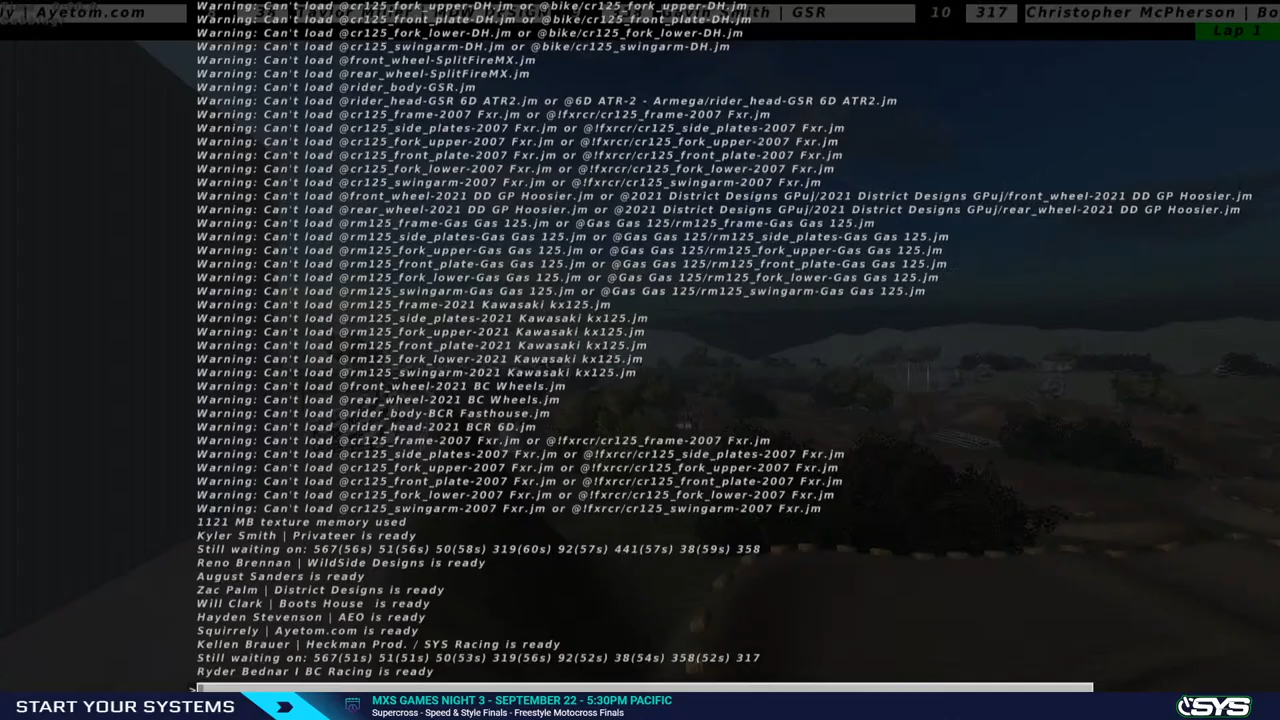 ly | Ayetom.com
10 317 Christopher McPherson | Bo
| GSR
Lap 1
Warning: Can't load @cr125_fork_upper-DH.jm or @bike/cr125_fork_upper-DH.jm
Warning: Can't load @cr125_front_plate-DH.jm or @bike/cr125_front_plate-DH.jm
Warning: Can't load @cr125_fork_lower-DH.jm or @bike/cr125_fork_lower-DH.jm
Warning: Can't load @cr125_swingarm-DH.jm or @bike/cr125_swingarm-DH.jm
Warning: Can't load @front_wheel-SplitFireMX.jm
Warning: Can't load @rear_wheel-SplitFireMX.jm
Warning: Can't load @rider_body-GSR.jm
Warning: Can't load @rider_head-GSR 6D ATR2.jm or @6D ATR-2 - Armega/rider_head-GSR 6D ATR2.jm
Warning: Can't load @cr125_frame-2007 Fxr.jm or @!fxrcr/cr125_frame-2007 Fxr.jm
Warning: Can't load @cr125_side_plates-2007 Fxr.jm or @!fxrcr/cr125_side_plates-2007 Fxr.jm
Warning: Can't load @cr125_fork_upper-2007 Fxr.jm or @!fxrcr/cr125_fork_upper-2007 Fxr.jm
Warning: Can't load @cr125_front_plate-2007 Fxr.jm or @!fxrcr/cr125_front_plate-2007 Fxr.jm
Warning: Can't load @cr125_fork_lower-2007 Fxr.jm or @!fxrcr/cr125_fork_lower-2007 Fxr.jm
Warning: Can't load @cr125_swingarm-2007 Fxr.jm or @!fxrcr/cr125_swingarm-2007 Fxr.jm
Warning: Can't load @front_wheel-2021 DD GP Hoosier.jm or @2021 District Designs GPuj/2021 District Designs GPuj/front_wheel-2021 DD GP Hoosier.jm
Warning: Can't load @rear_wheel-2021 DD GP Hoosier.jm or @2021 District Designs GPuj/2021 District Designs GPuj/rear_wheel-2021 DD GP Hoosier.jm
Warning: Can't load @rm125_frame-Gas Gas 125.jm or @Gas Gas 125/rm125_frame-Gas Gas 125.jm
Warning: Can't load @rm125_side_plates-Gas Gas 125.jm or @Gas Gas 125/rm125_side_plates-Gas Gas 125.jm
Warning: Can't load @rm125_fork_upper-Gas Gas 125.jm or @Gas Gas 125/rm125_fork_upper-Gas Gas 125.jm
Warning: Can't load @rm125_front_plate-Gas Gas 125.jm or @Gas Gas 125/rm125_front_plate-Gas Gas 125.jm
Warning: Can't load @rm125_fork_lower-Gas Gas 125.jm or @Gas Gas 125/rm125_fork_lower-Gas Gas 125.jm
Warning: Can't load @rm125_swingarm-Gas Gas 125.jm or @Gas Gas 125/rm125_swingarm-Gas Gas 125.jm
Warning: Can't load @rm125_frame-2021 Kawasaki kx125.jm
Warning: Can't load @rm125_side_plates-2021 Kawasaki kx125.jm
Warning: Can't load @rm125_fork_upper-2021 Kawasaki kx125.jm
Warning: Can't load @rm125_front_plate-2021 Kawasaki kx125.jm
Warning: Can't load @rm125_fork_lower-2021 Kawasaki kx125.jm
Warning: Can't load @rm125_swingarm-2021 Kawasaki kx125.jm
Warning: Can't load @front_wheel-2021 BC Wheels.jm
Warning: Can't load @rear_wheel-2021 BC Wheels.jm
Warning: Can't load @rider_body-BCR Fasthouse.jm
Warning: Can't load @rider_head-2021 BCR 6D.jm
Warning: Can't load @cr125_frame-2007 Fxr.jm or @!fxrcr/cr125_frame-2007 Fxr.jm
Warning: Can't load @cr125_side_plates-2007 Fxr.jm or @!fxrcr/cr125_side_plates-2007 Fxr.jm
Warning: Can't load @cr125_fork_upper-2007 Fxr.jm or @!fxrcr/cr125_fork_upper-2007 Fxr.jm
Warning: Can't load @cr125_front_plate-2007 Fxr.jm or @!fxrcr/cr125_front_plate-2007 Fxr.jm
Warning: Can't load @cr125_fork_lower-2007 Fxr.jm or @!fxrcr/cr125_fork_lower-2007 Fxr.jm
Warning: Can't load @cr125_swingarm-2007 Fxr.jm or @!fxrcr/cr125_swingarm-2007 Fxr.jm
1121 MB texture memory used
Kyler Smith | Privateer is ready
Still waiting on: 567(56s) 51(56s) 50(58s) 319(60s) 92(57s) 441(57s) 38(59s) 358
Reno Brennan | WildSide Designs is ready
August Sanders is ready
Zac Palm | District Designs is ready
Will Clark | Boots House  is ready
Hayden Stevenson | AEO is ready
Squirrely | Ayetom.com is ready
Kellen Brauer | Heckman Prod. / SYS Racing is ready
Still waiting on: 567(51s) 51(51s) 50(53s) 319(56s) 92(52s) 38(54s) 358(52s) 317
Ryder Bednar I BC Racing is ready
>
START YOUR SYSTEMS
MXS GAMES NIGHT 3 - SEPTEMBER 22 - 5:30PM PACIFIC
Supercross - Speed & Style Finals - Freestyle Motocross Finals
SYS